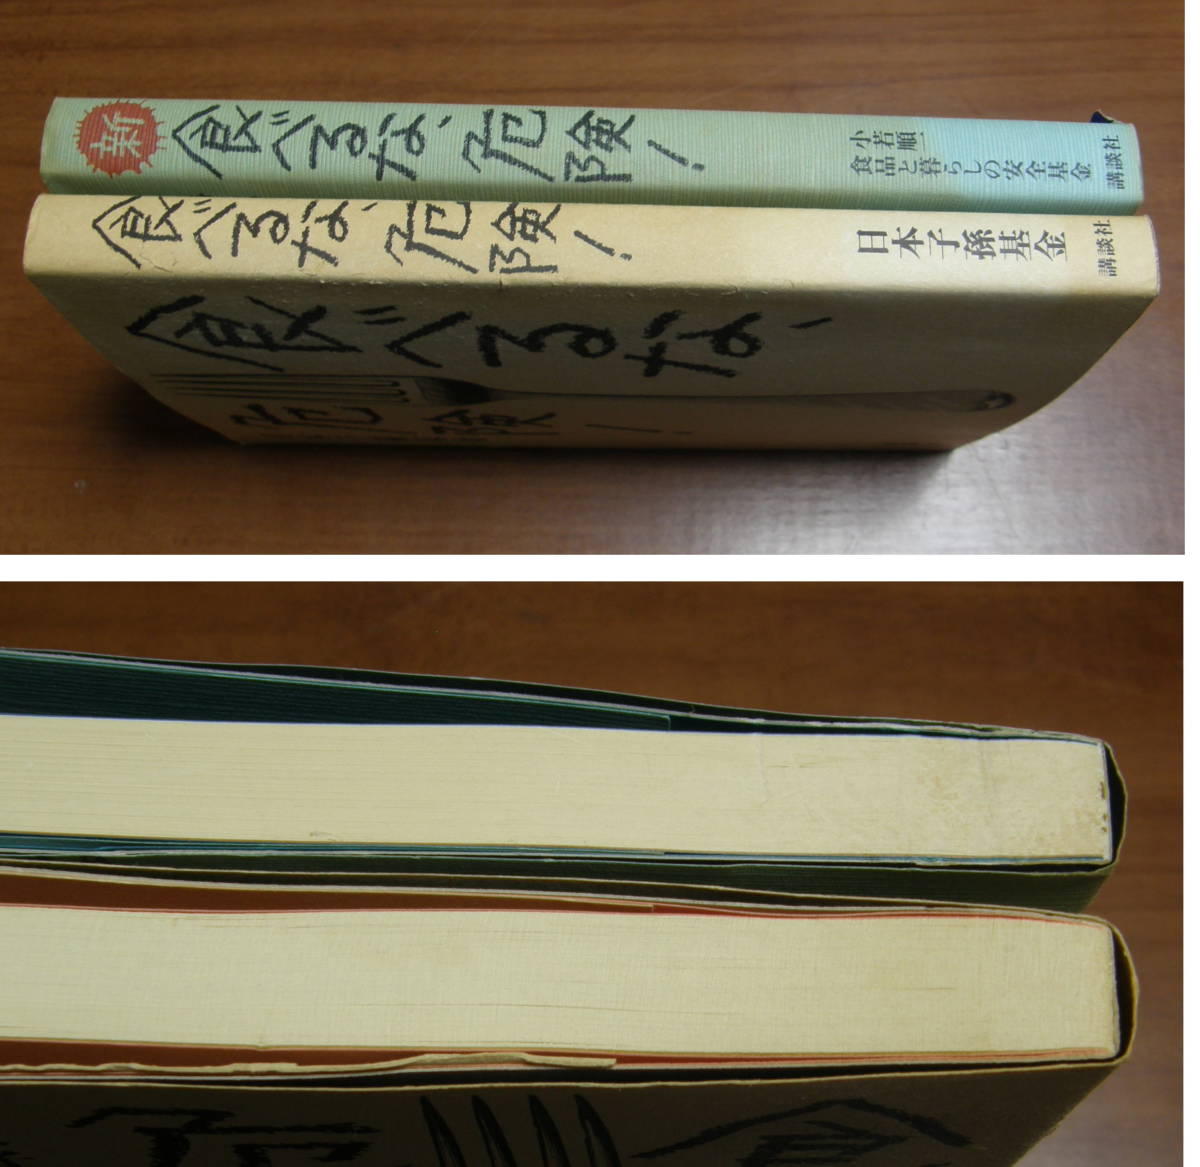 新 食べるな、危険!
小若順一
食品と暮らしの安全基金
講談社
食べるな、危険!
日本子孫基金
講談社
食べるな、
危険!